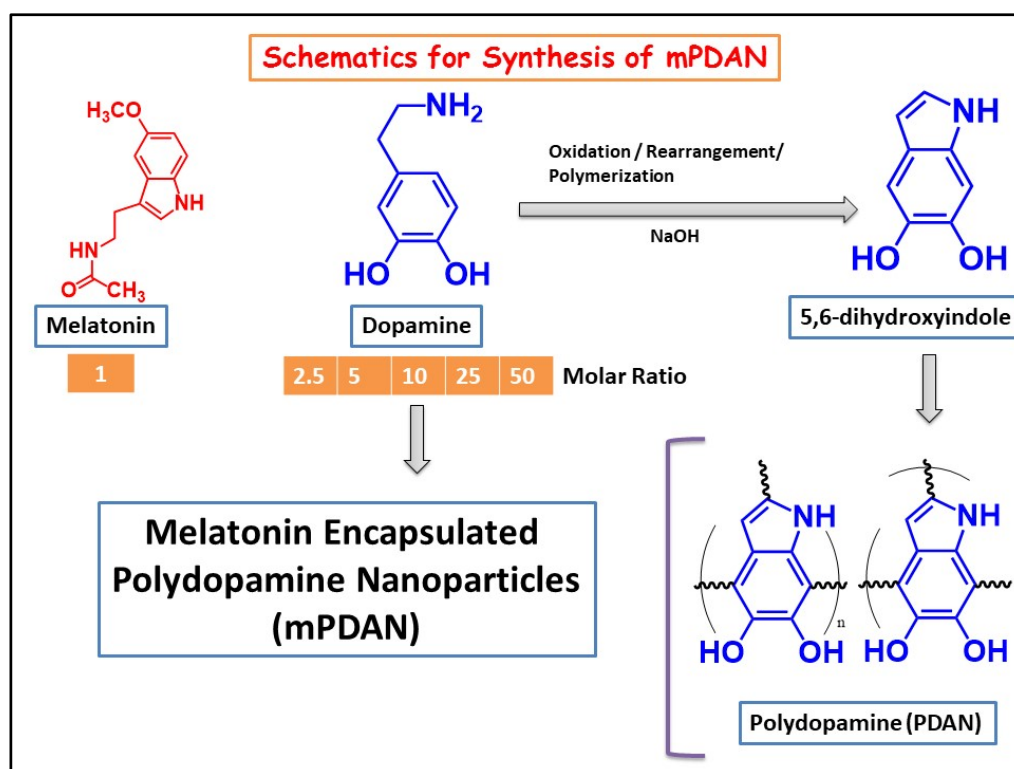 Schematics for Synthesis of mPDAN
H₃CO
NH
HN
O
CH₃
Melatonin
1
NH₂
HO
OH
Dopamine
2.5 5 10 25 50 Molar Ratio
Oxidation / Rearrangement/
Polymerization
NaOH
NH
HO
OH
5,6-dihydroxyindole
Melatonin Encapsulated
Polydopamine Nanoparticles
(mPDAN)
NH
HO
OH
n
NH
HO
OH
Polydopamine (PDAN)